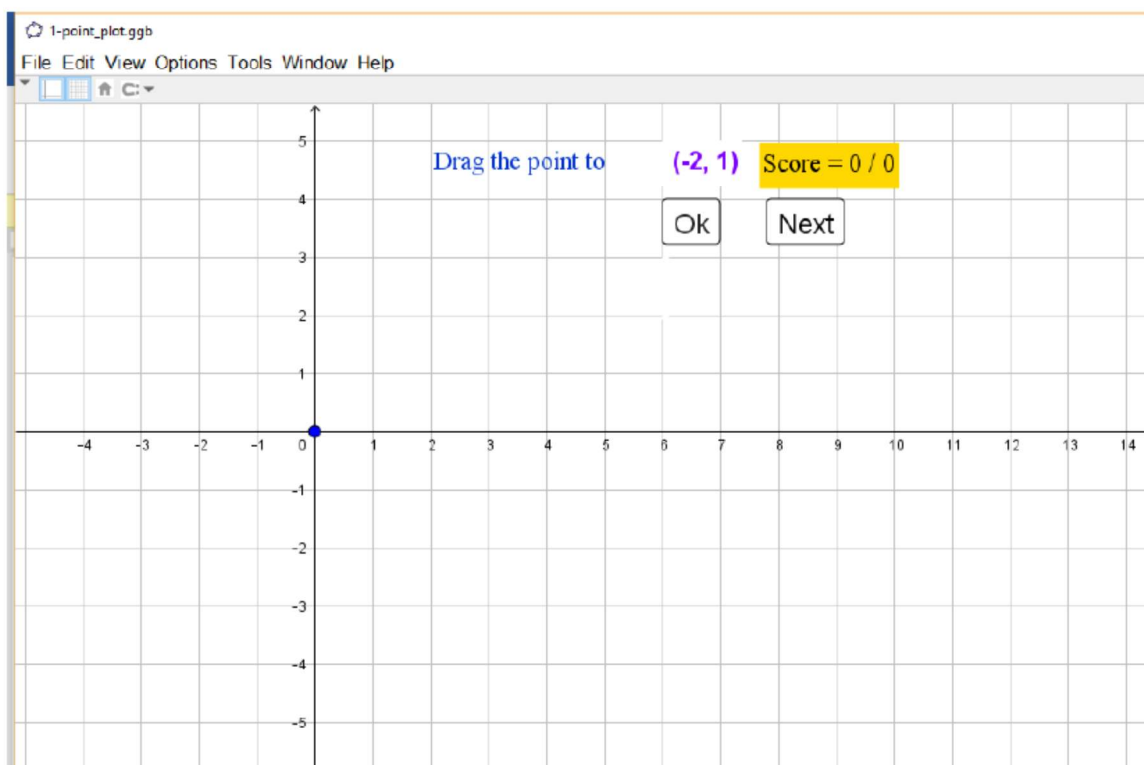 1-point_plot.ggb
File Edit View Options Tools Window Help
Drag the point to (-2, 1) Score = 0 / 0
Ok Next
5
4
3
2
1
-4 -3 -2 -1 0 1 2 3 4 5 6 7 8 9 10 11 12 13 14
-1
-2
-3
-4
-5